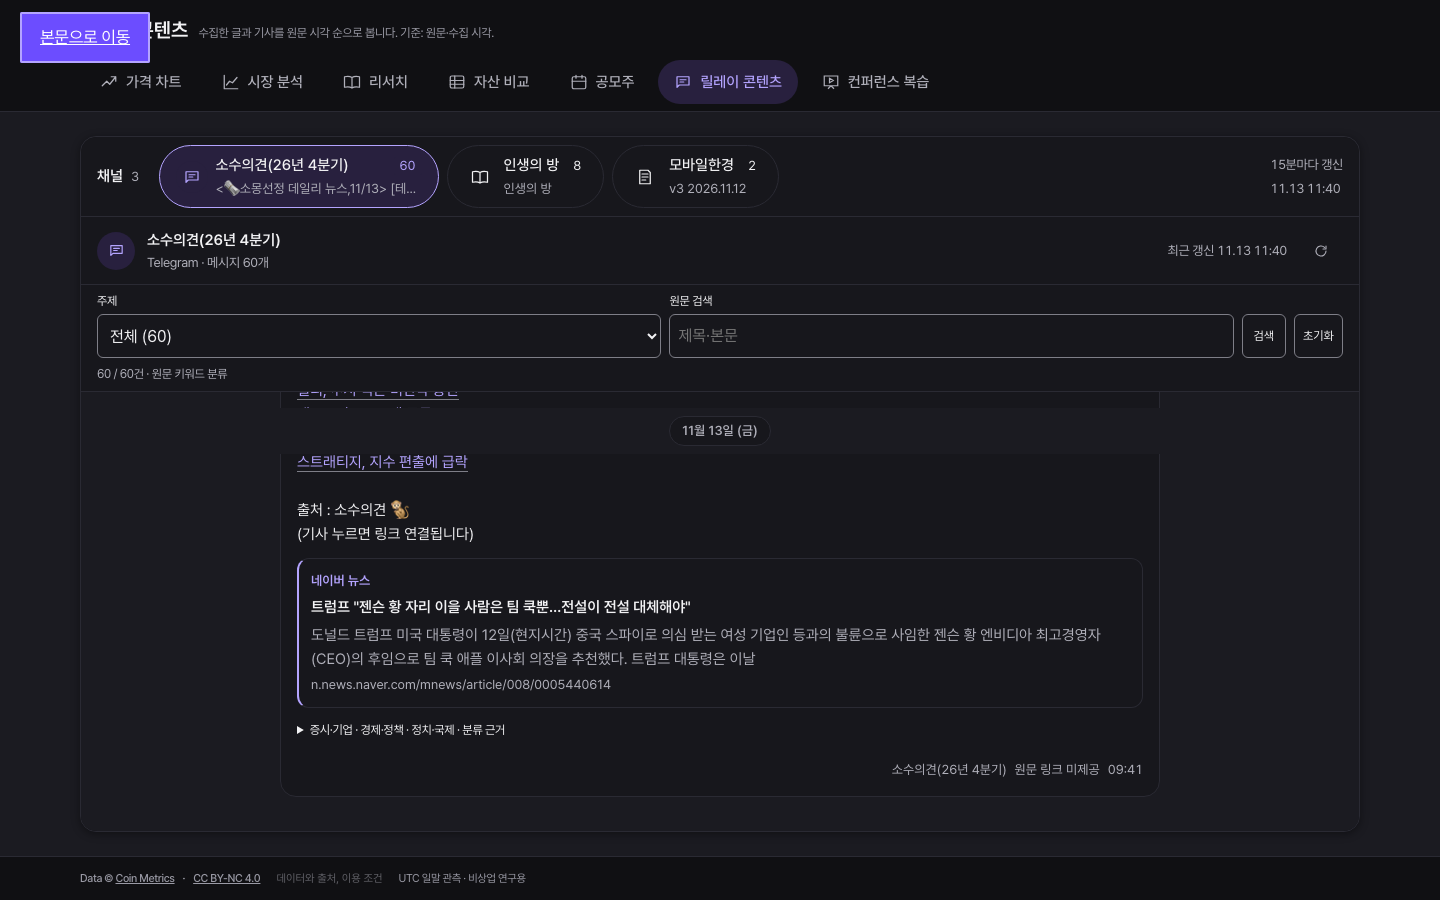 본문으로 이동
콘텐츠 수집한 글과 기사를 원문 시각 순으로 봅니다. 기준: 원문·수집 시각.
가격 차트 시장 분석 리서치 자산 비교 공모주 릴레이 콘텐츠 컨퍼런스 복습
채널 3
소수의견(26년 4분기) 60
<🗞️소몽선정 데일리 뉴스,11/13> [테...
인생의 방 8
인생의 방
모바일한경 2
v3 2026.11.12
15분마다 갱신
11.13 11:40
소수의견(26년 4분기)
Telegram · 메시지 60개
최근 갱신 11.13 11:40
주제
전체 (60)
원문 검색
제목·본문
검색
초기화
60 / 60건 · 원문 키워드 분류
11월 13일 (금)
스트래티지, 지수 편출에 급락
출처 : 소수의견 🐒
(기사 누르면 링크 연결됩니다)
네이버 뉴스
트럼프 "젠슨 황 자리 이을 사람은 팀 쿡뿐...전설이 전설 대체해야"
도널드 트럼프 미국 대통령이 12일(현지시간) 중국 스파이로 의심 받는 여성 기업인 등과의 불륜으로 사임한 젠슨 황 엔비디아 최고경영자
(CEO)의 후임으로 팀 쿡 애플 이사회 의장을 추천했다. 트럼프 대통령은 이날
n.news.naver.com/mnews/article/008/0005440614
▶ 증시·기업 · 경제·정책 · 정치·국제 · 분류 근거
소수의견(26년 4분기) 원문 링크 미제공 09:41
Data © Coin Metrics · CC BY-NC 4.0 데이터와 출처, 이용 조건 UTC 일말 관측 · 비상업 연구용